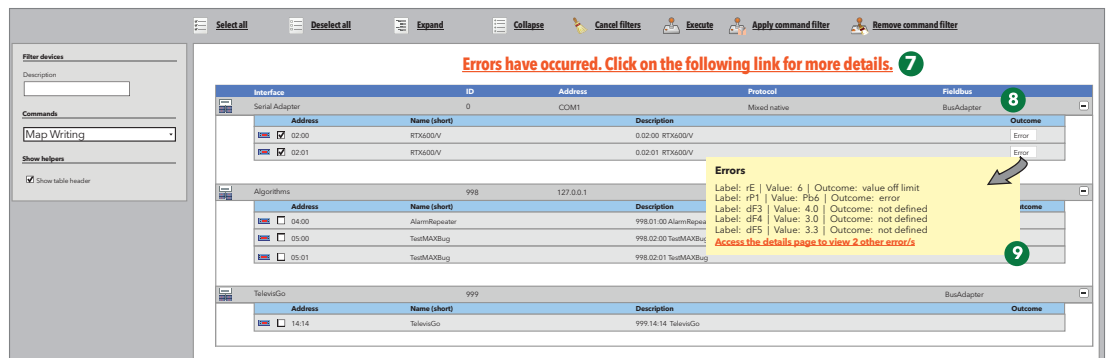 Select all Deselect all Expand Collapse Cancel filters Execute Apply command filter Remove command filter
Filter devices
Description
Commands
Map Writing
Show helpers
Show table header
Errors have occurred. Click on the following link for more details. 7
Interface ID Address Protocol Fieldbus 8
Serial Adapter 0 COM1 Mixed native BusAdapter
Address Name (short) Description Outcome
02:00 RTX600/V 0.02:00 RTX600/V Error
02:01 RTX600/V 0.02:01 RTX600/V Error
Errors
Label: rE | Value: 6 | Outcome: value off limit
Label: rP1 | Value: Pb6 | Outcome: error
Label: dF3 | Value: 4.0 | Outcome: not defined
Label: dF4 | Value: 3.0 | Outcome: not defined
Label: dF5 | Value: 3.3 | Outcome: not defined
Access the details page to view 2 other error/s
9
Algorithms 998 127.0.0.1
Address Name (short) Description
04:00 AlarmRepeater 998.01:00
05:00 TestMAXBug 998.02:00 TestMAXBug
05:01 TestMAXBug 998.02:01 TestMAXBug
TelevisGo 999 BusAdapter
Address Name (short) Description Outcome
14:14 TelevisGo 999.14:14 TelevisGo